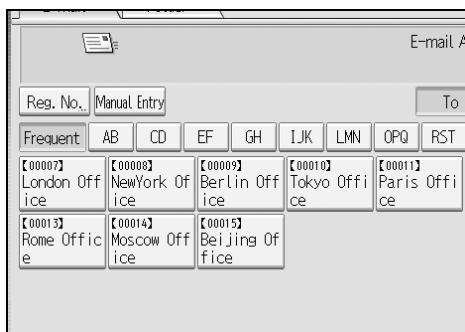 E-mail A
Reg. No. Manual Entry To
Frequent AB CD EF GH IJK LMN OPQ RST
【00007】 【00008】 【00009】 【00010】 【00011】
London Off NewYork Of Berlin Off Tokyo Offi Paris Offi
ice fice ice ce ce
【00013】 【00014】 【00015】
Rome Offic Moscow Off Beijing Of
e ice fice